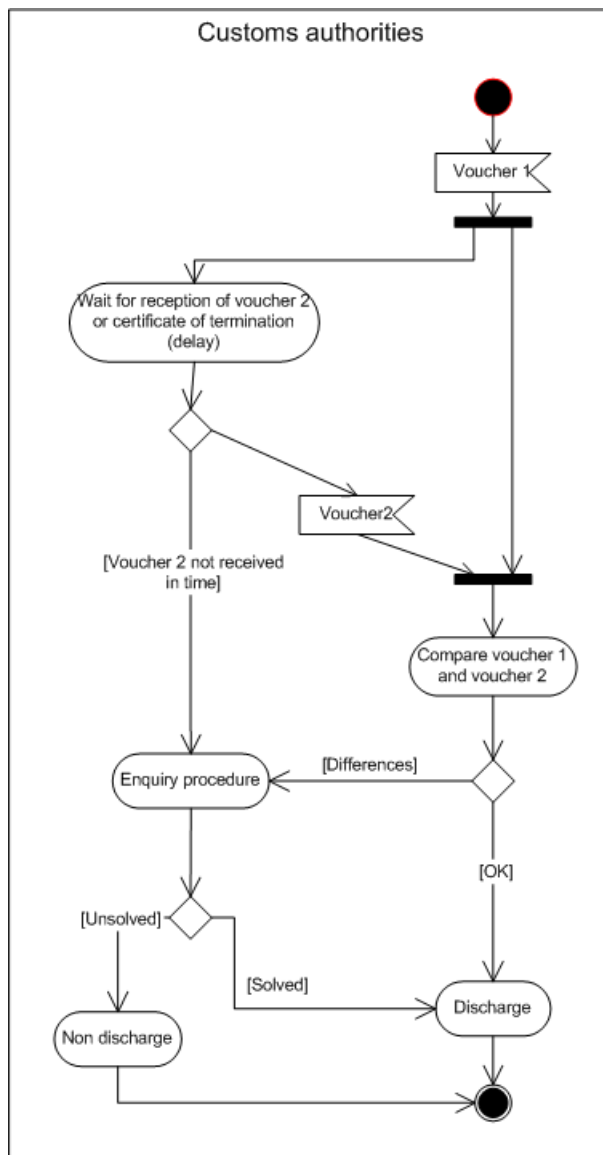 Customs authorities
Voucher 1
Wait for reception of voucher 2
or certificate of termination
(delay)
Voucher2
[Voucher 2 not received
in time]
Compare voucher 1
and voucher 2
[Differences]
Enquiry procedure
[OK]
[Unsolved]
[Solved]
Discharge
Non discharge